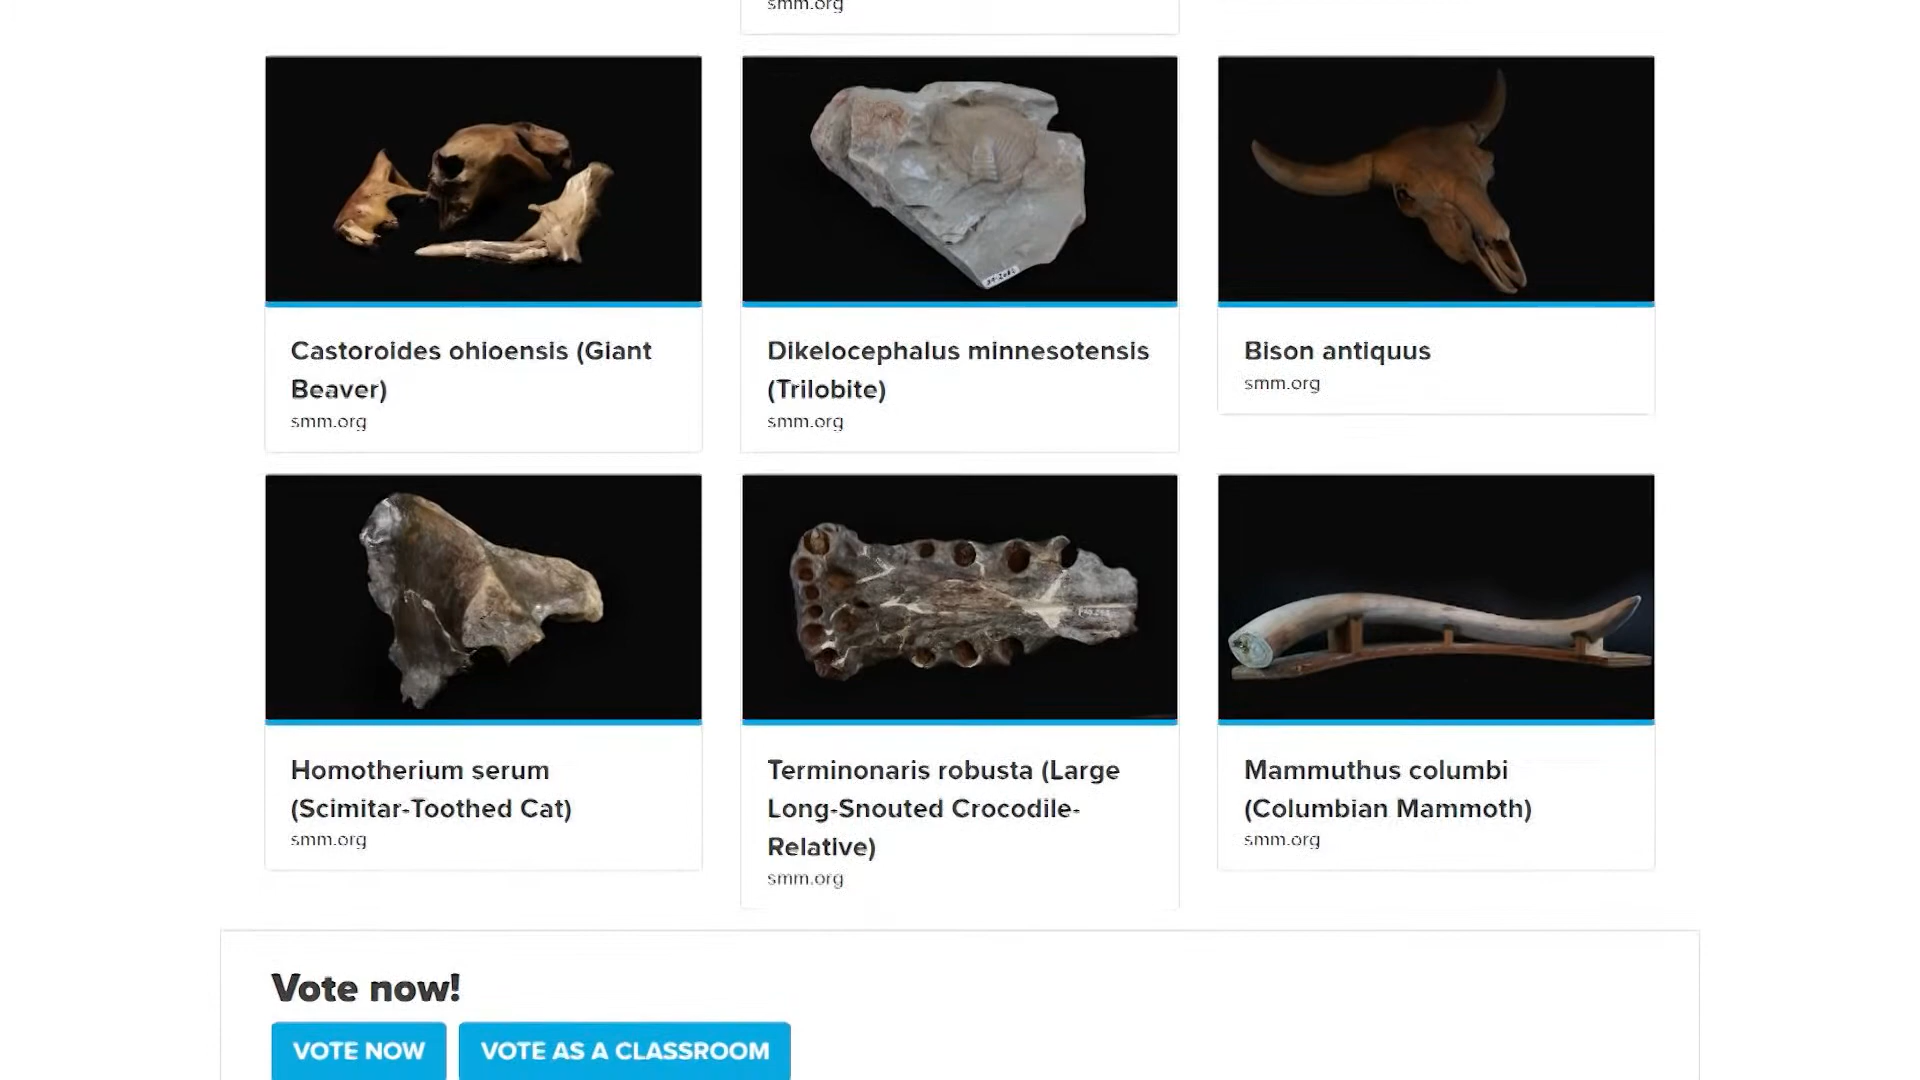 smm.org
Castoroides ohioensis (Giant
Beaver)
smm.org
Dikelocephalus minnesotensis
(Trilobite)
smm.org
Bison antiquus
smm.org
Homotherium serum
(Scimitar-Toothed Cat)
smm.org
Terminonaris robusta (Large
Long-Snouted Crocodile-
Relative)
smm.org
Mammuthus columbi
(Columbian Mammoth)
smm.org
Vote now!
VOTE NOW
VOTE AS A CLASSROOM